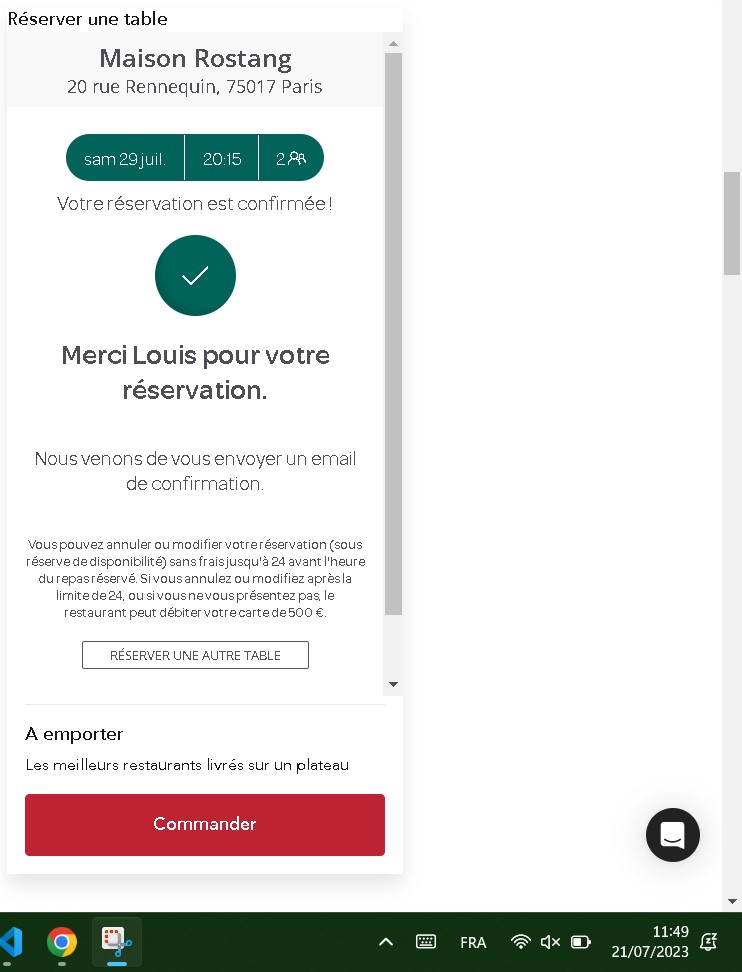 Réserver une table
Maison Rostang
20 rue Rennequin, 75017 Paris
sam 29 juil. 20:15 2
Votre réservation est confirmée !
Merci Louis pour votre
réservation.
Nous venons de vous envoyer un email
de confirmation.
Vous pouvez annuler ou modifier votre réservation (sous
réserve de disponibilité) sans frais jusqu'à 24 avant l'heure
du repas réservé. Si vous annulez ou modifiez après la
limite de 24, ou si vous ne vous présentez pas, le
restaurant peut débiter votre carte de 500 €.
RÉSERVER UNE AUTRE TABLE
A emporter
Les meilleurs restaurants livrés sur un plateau
Commander
FRA
11:49
21/07/2023